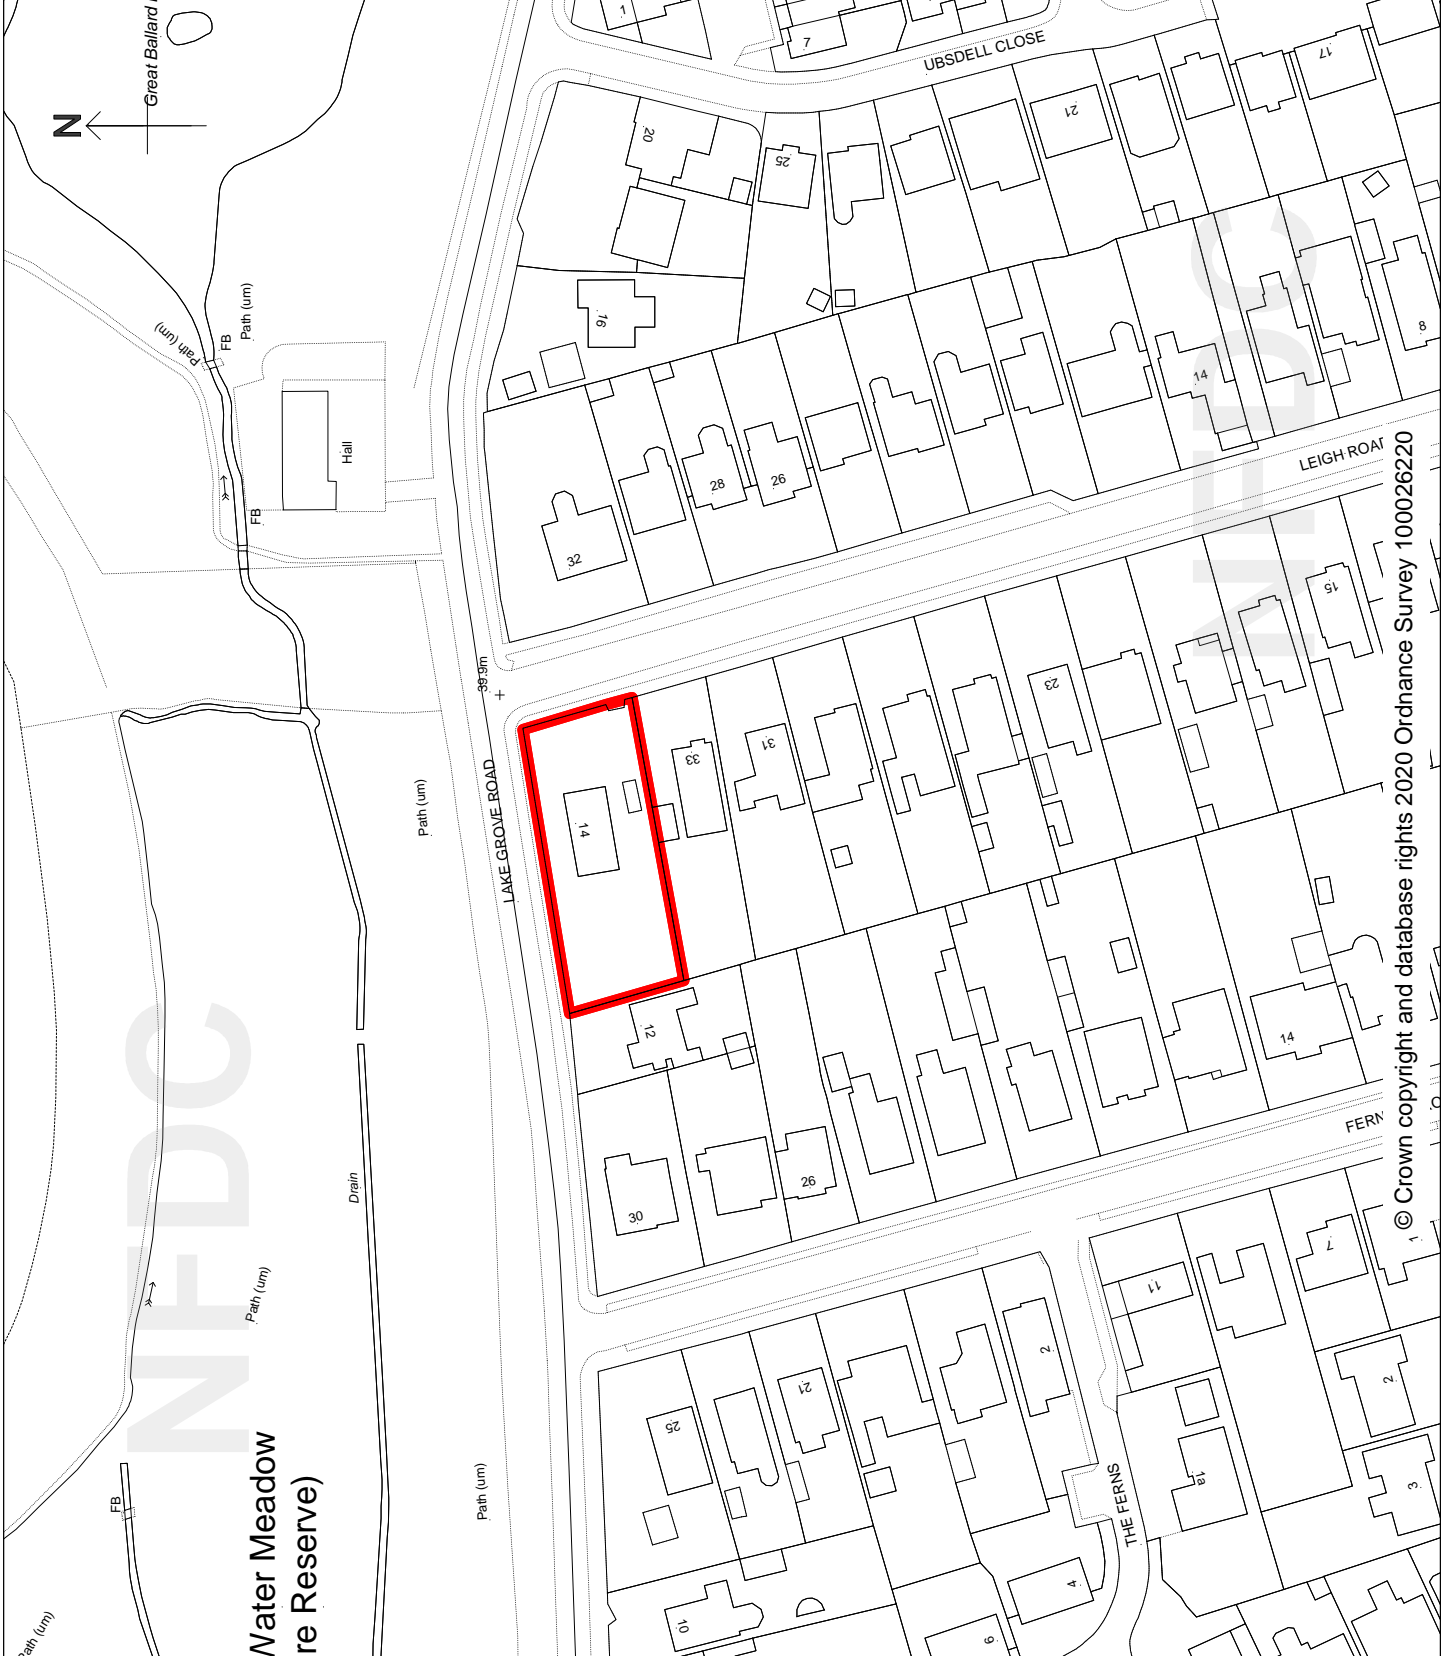 N
Great Ballard
1
7
UBSDELL CLOSE
17
20
25
21
Path (um)
FB
Path (um)
16
8
14
Hall
FB
28
26
32
LEIGH ROAD
39.9m
15
23
31
33
14
LAKE GROVE ROAD
Path (um)
12
14
NFDC
NFDC
Drain
Path (um)
30
26
FERN
11
7
1
2
2
21
25
1a
3
THE FERNS
Path (um)
FB
Water Meadow
re Reserve)
Path (um)
10
4
6
© Crown copyright and database rights 2020 Ordnance Survey 100026220